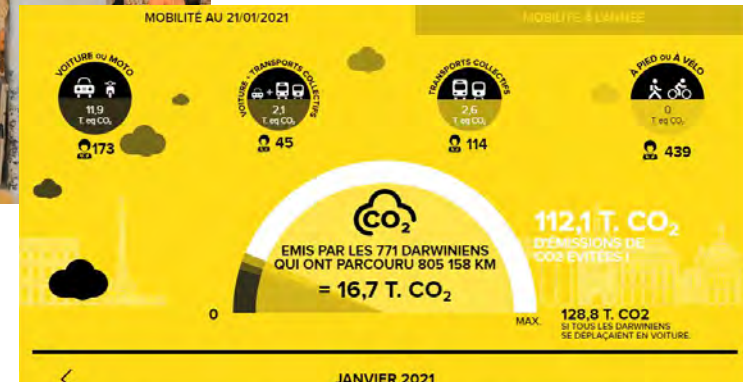 MOBILITÉ AU 21/01/2021
MOBILITÉ À L'ANNÉE
VOITURE OU MOTO
11,9
T. eq CO₂
173
VOITURE + TRANSPORTS COLLECTIFS
2,1
T. eq CO₂
45
TRANSPORTS COLLECTIFS
2,6
T. eq CO₂
114
À PIED OU À VÉLO
0
T. eq CO₂
439
CO₂
EMIS PAR LES 771 DARWINIENS
QUI ONT PARCOURU 805 158 KM
= 16,7 T. CO₂
0
MAX.
112,1 T. CO₂
D'ÉMISSIONS DE
CO2 ÉVITÉES !
128,8 T. CO2
SI TOUS LES DARWINIENS
SE DÉPLAÇAIENT EN VOITURE.
JANVIER 2021